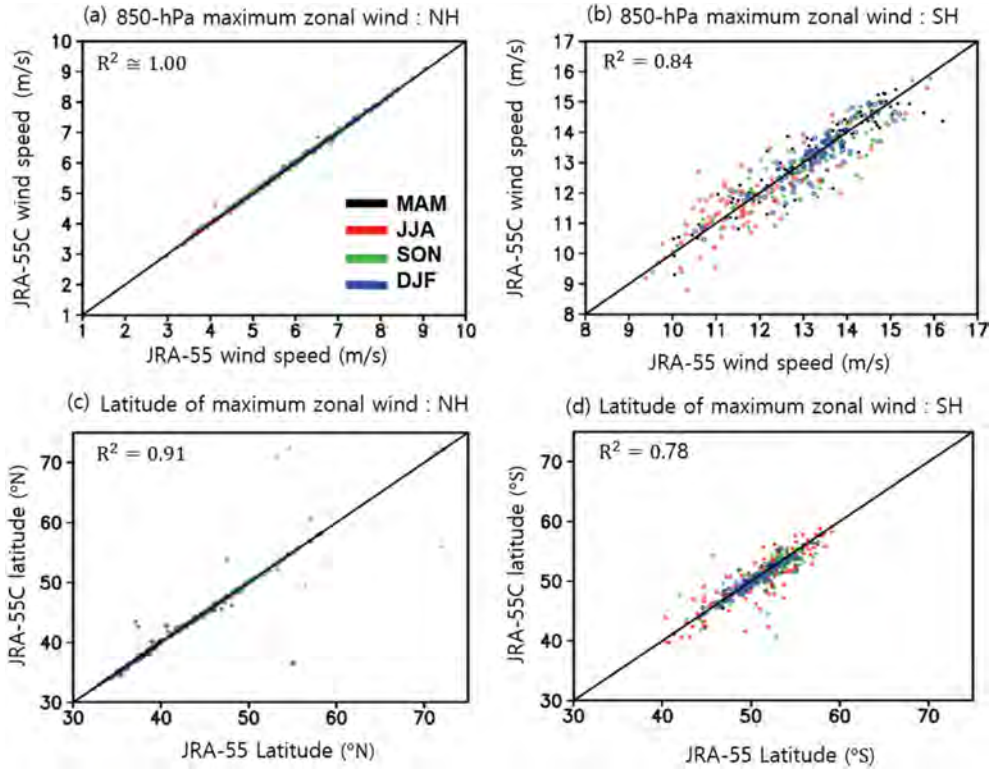 (a) 850-hPa maximum zonal wind : NH
R² ≅ 1.00
JRA-55C wind speed (m/s)
10
9
8
7
6
5
4
3
2
1
MAM
JJA
SON
DJF
1 2 3 4 5 6 7 8 9 10
JRA-55 wind speed (m/s)
(b) 850-hPa maximum zonal wind : SH
R² = 0.84
JRA-55C wind speed (m/s)
17
16
15
14
13
12
11
10
9
8
8 9 10 11 12 13 14 15 16 17
JRA-55 wind speed (m/s)
(c) Latitude of maximum zonal wind : NH
R² = 0.91
JRA-55C latitude (°N)
70
60
50
40
30
30 40 50 60 70
JRA-55 Latitude (°N)
(d) Latitude of maximum zonal wind : SH
R² = 0.78
JRA-55C latitude (°S)
70
60
50
40
30
30 40 50 60 70
JRA-55 Latitude (°S)